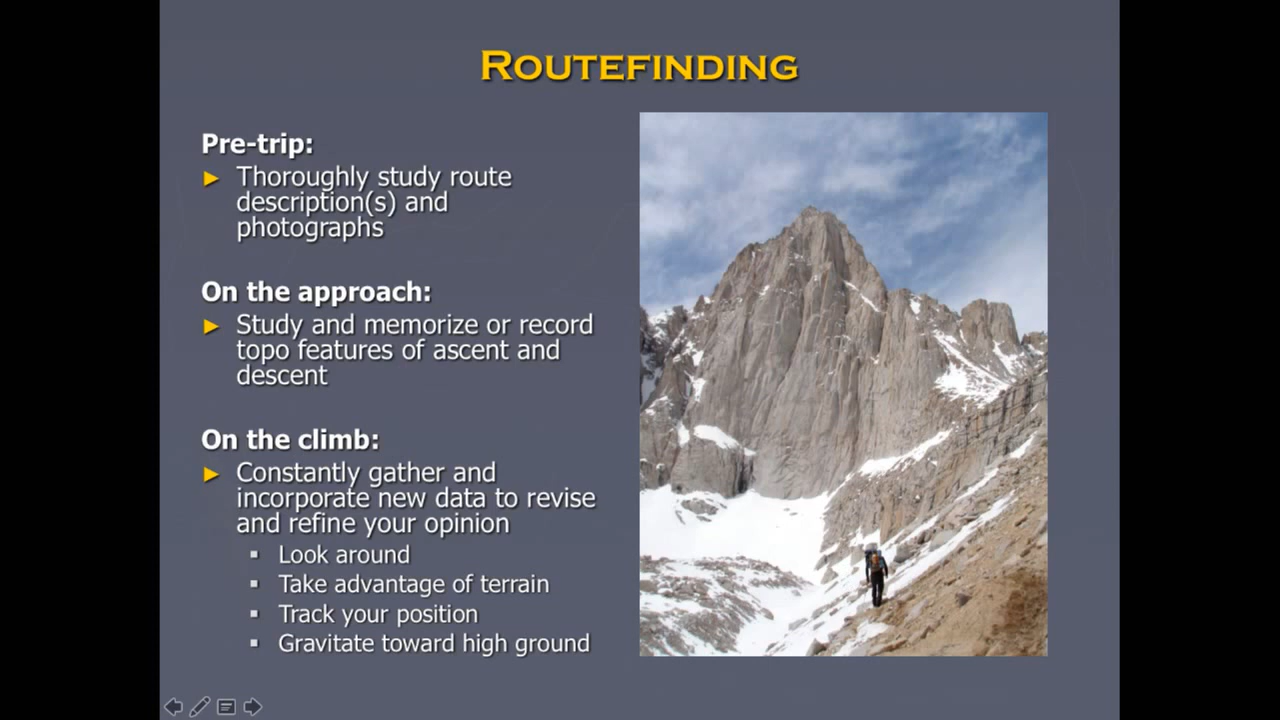 ROUTEFINDING
Pre-trip:
► Thoroughly study route
description(s) and
photographs
On the approach:
► Study and memorize or record
topo features of ascent and
descent
On the climb:
► Constantly gather and
incorporate new data to revise
and refine your opinion
▪ Look around
▪ Take advantage of terrain
▪ Track your position
▪ Gravitate toward high ground